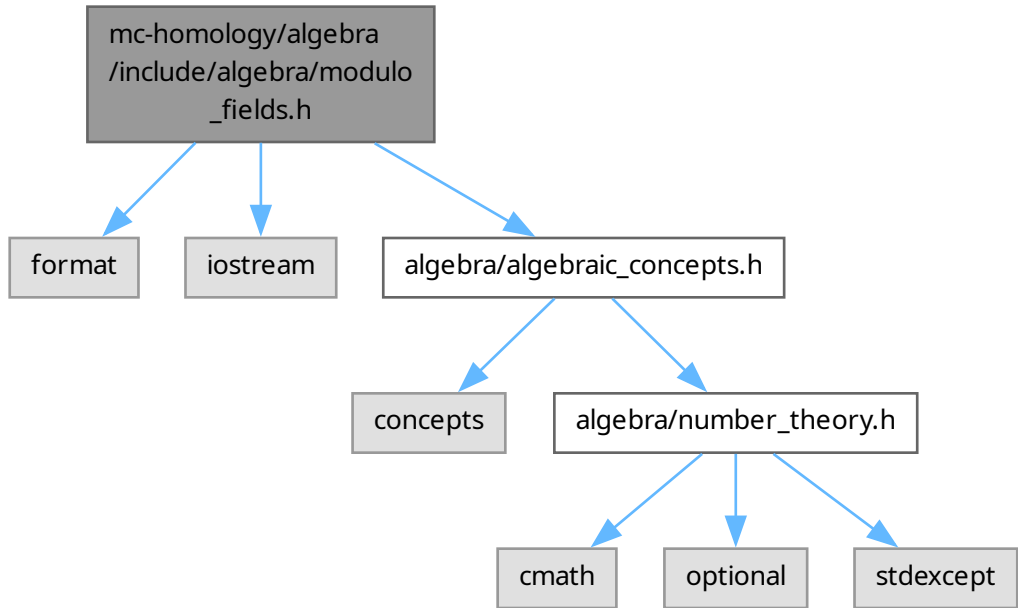 mc-homology/algebra
/include/algebra/modulo
_fields.h
format
iostream
algebra/algebraic_concepts.h
concepts
algebra/number_theory.h
cmath
optional
stdexcept